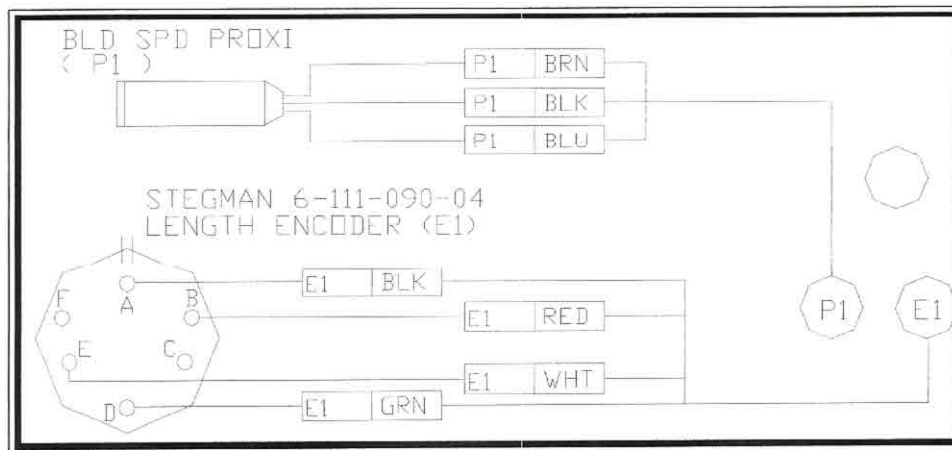 BLD SPD PROXI
( P1 )
P1 BRN
P1 BLK
P1 BLU
STEGMAN 6-111-090-04
LENGTH ENCODER (E1)
E1 BLK
F A B
E1 RED
P1 E1
E C
E1 WHT
D
E1 GRN